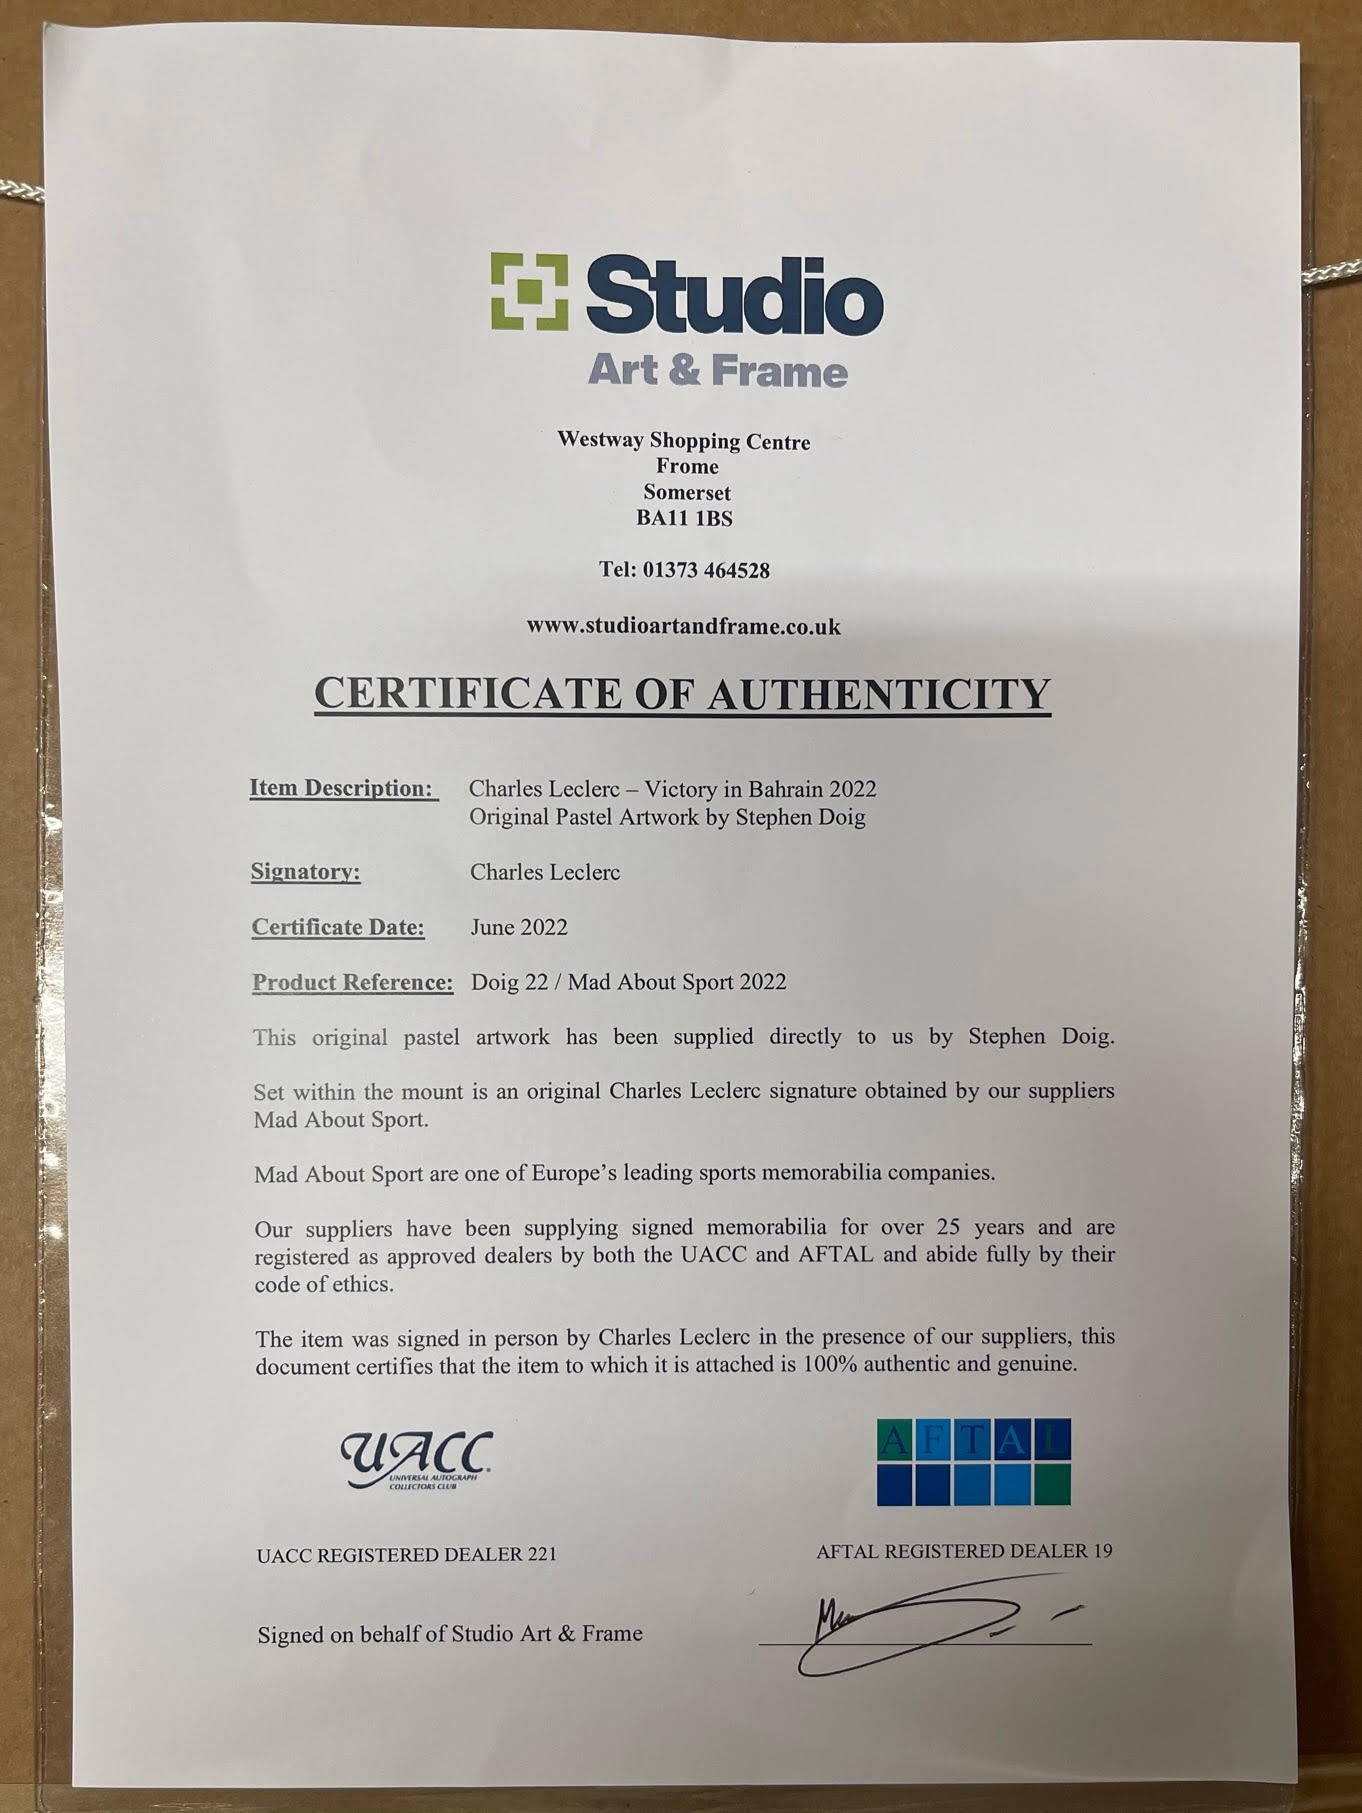 Studio
Art & Frame
Westway Shopping Centre
Frome
Somerset
BA11 1BS
Tel: 01373 464528
www.studioartandframe.co.uk
CERTIFICATE OF AUTHENTICITY
Item Description: Charles Leclerc – Victory in Bahrain 2022
Original Pastel Artwork by Stephen Doig
Signatory: Charles Leclerc
Certificate Date: June 2022
Product Reference: Doig 22 / Mad About Sport 2022
This original pastel artwork has been supplied directly to us by Stephen Doig.
Set within the mount is an original Charles Leclerc signature obtained by our suppliers
Mad About Sport.
Mad About Sport are one of Europe’s leading sports memorabilia companies.
Our suppliers have been supplying signed memorabilia for over 25 years and are
registered as approved dealers by both the UACC and AFTAL and abide fully by their
code of ethics.
The item was signed in person by Charles Leclerc in the presence of our suppliers, this
document certifies that the item to which it is attached is 100% authentic and genuine.
UACC
UNIVERSAL AUTOGRAPH
COLLECTORS CLUB
AFTAL
UACC REGISTERED DEALER 221
AFTAL REGISTERED DEALER 19
Signed on behalf of Studio Art & Frame